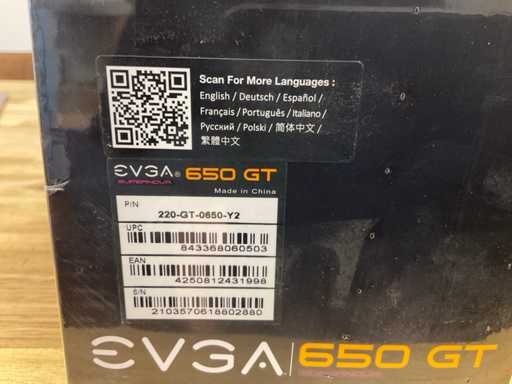 Scan For More Languages :
English / Deutsch / Español /
Français / Português / Italiano /
Русский / Polski / 简体中文 /
繁體中文
EVGA® 650 GT
SUPERNOVA
Made in China
P/N
220-GT-0650-Y2
UPC
843368060503
EAN
4250812431998
S/N
2103570618802880
EVGA 650 GT
SUPERNOVA